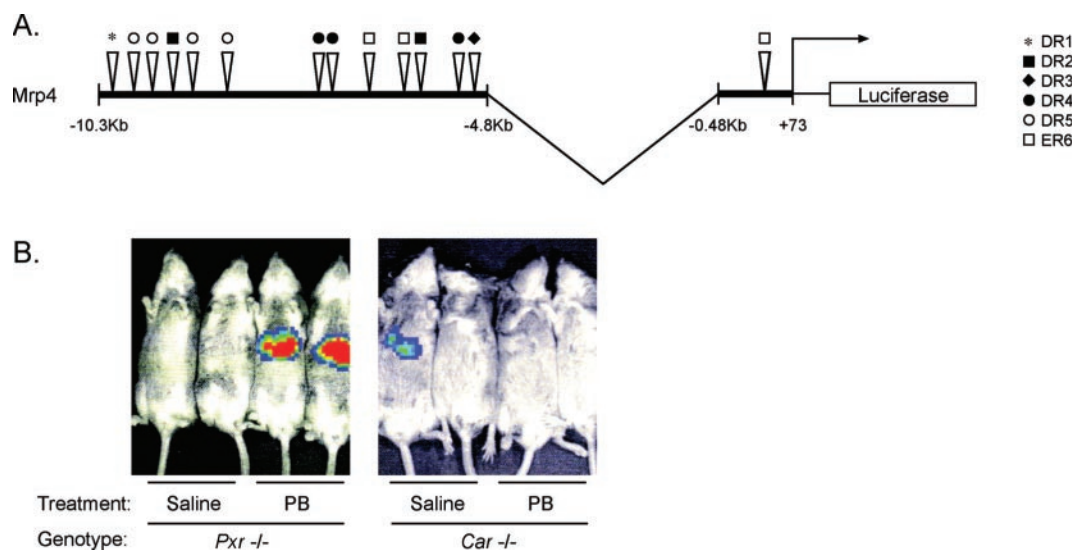 A.
* DR1
■ DR2
◆ DR3
● DR4
○ DR5
□ ER6
Mrp4
Luciferase
-10.3Kb
-4.8Kb
-0.48Kb
+73
B.
Treatment: Saline PB Saline PB
Genotype: Pxr -/- Car -/-